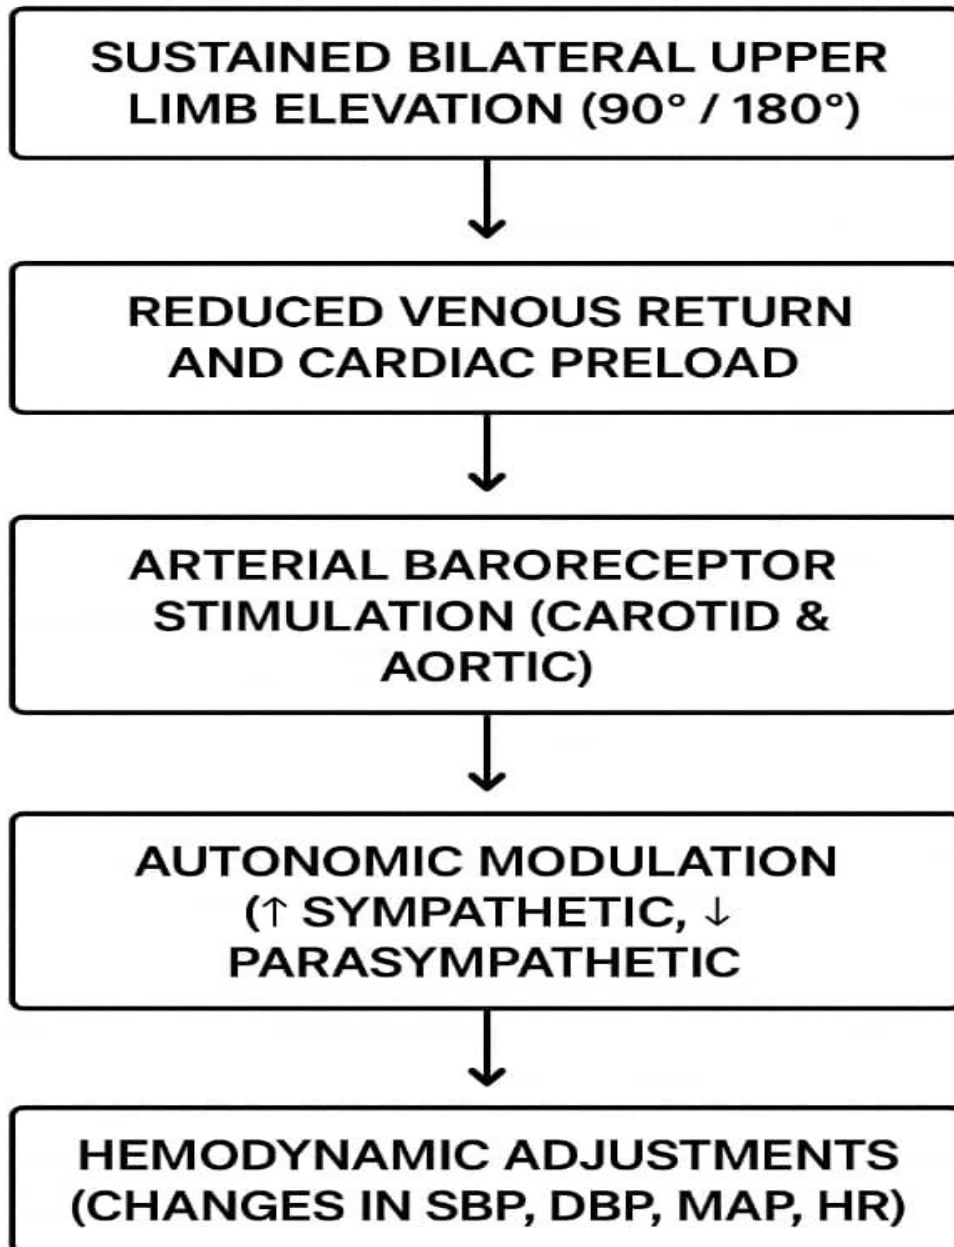 SUSTAINED BILATERAL UPPER
LIMB ELEVATION (90° / 180°)
REDUCED VENOUS RETURN
AND CARDIAC PRELOAD
ARTERIAL BARORECEPTOR
STIMULATION (CAROTID &
AORTIC)
AUTONOMIC MODULATION
(↑ SYMPATHETIC, ↓
PARASYMPATHETIC
HEMODYNAMIC ADJUSTMENTS
(CHANGES IN SBP, DBP, MAP, HR)